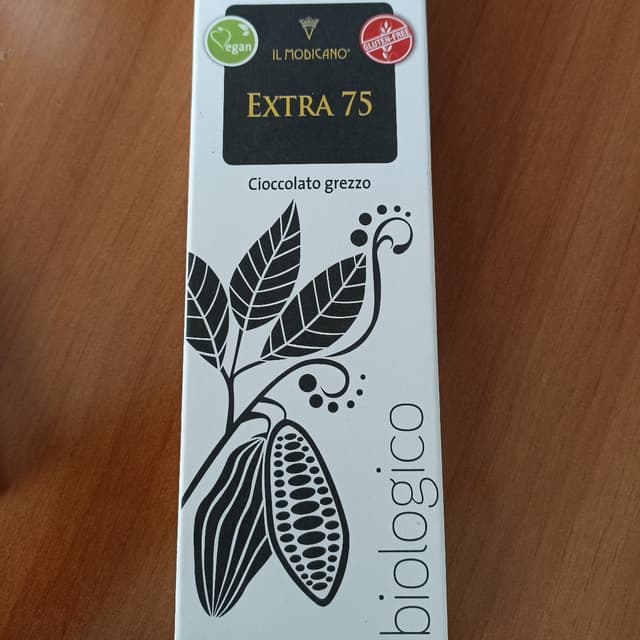 Vegan
IL MODICANO®
GLUTEN-FREE
EXTRA 75
Cioccolato grezzo
biologico